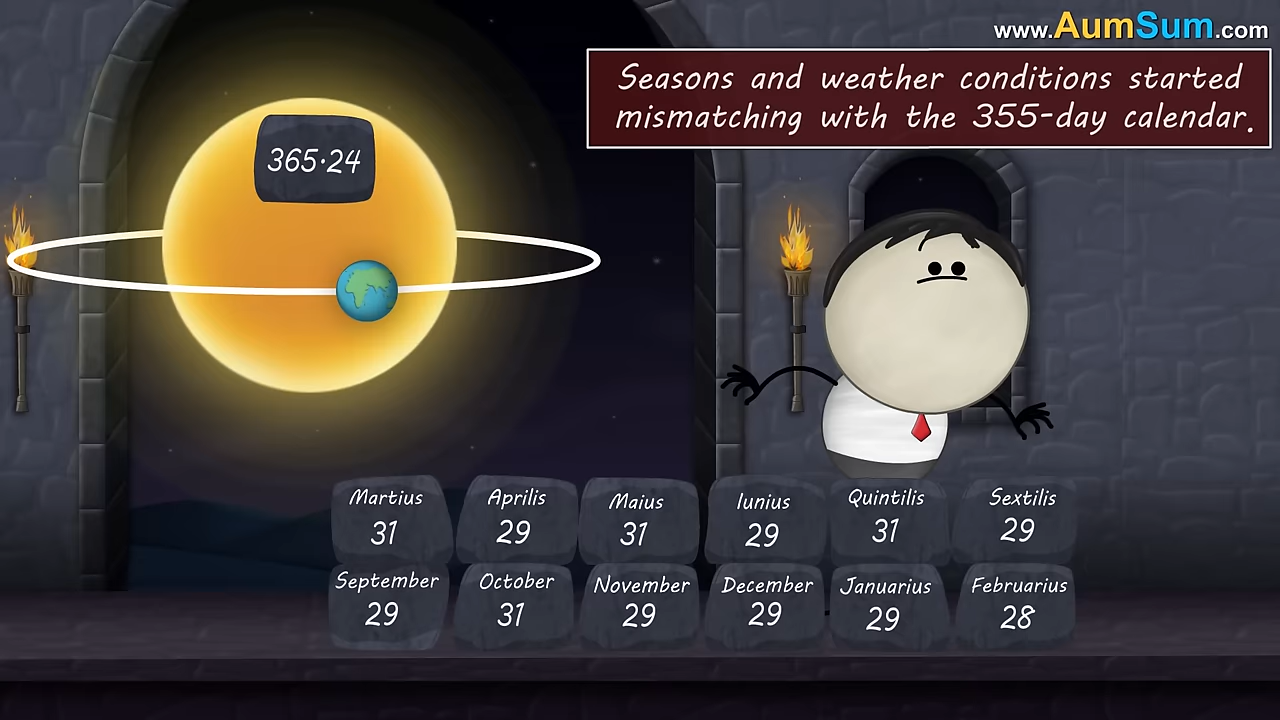 www.AumSum.com
Seasons and weather conditions started
mismatching with the 355-day calendar.
365·24
Martius Aprilis Maius Iunius Quintilis Sextilis
31 29 31 29 31 29
September October November December Januarius Februarius
29 31 29 29 29 28